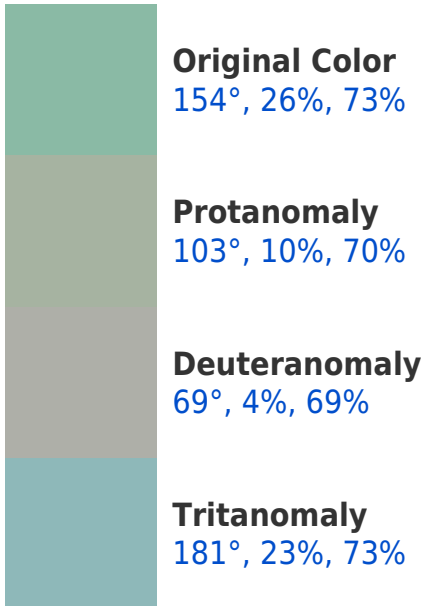 Original Color
154°, 26%, 73%
Protanomaly
103°, 10%, 70%
Deuteranomaly
69°, 4%, 69%
Tritanomaly
181°, 23%, 73%